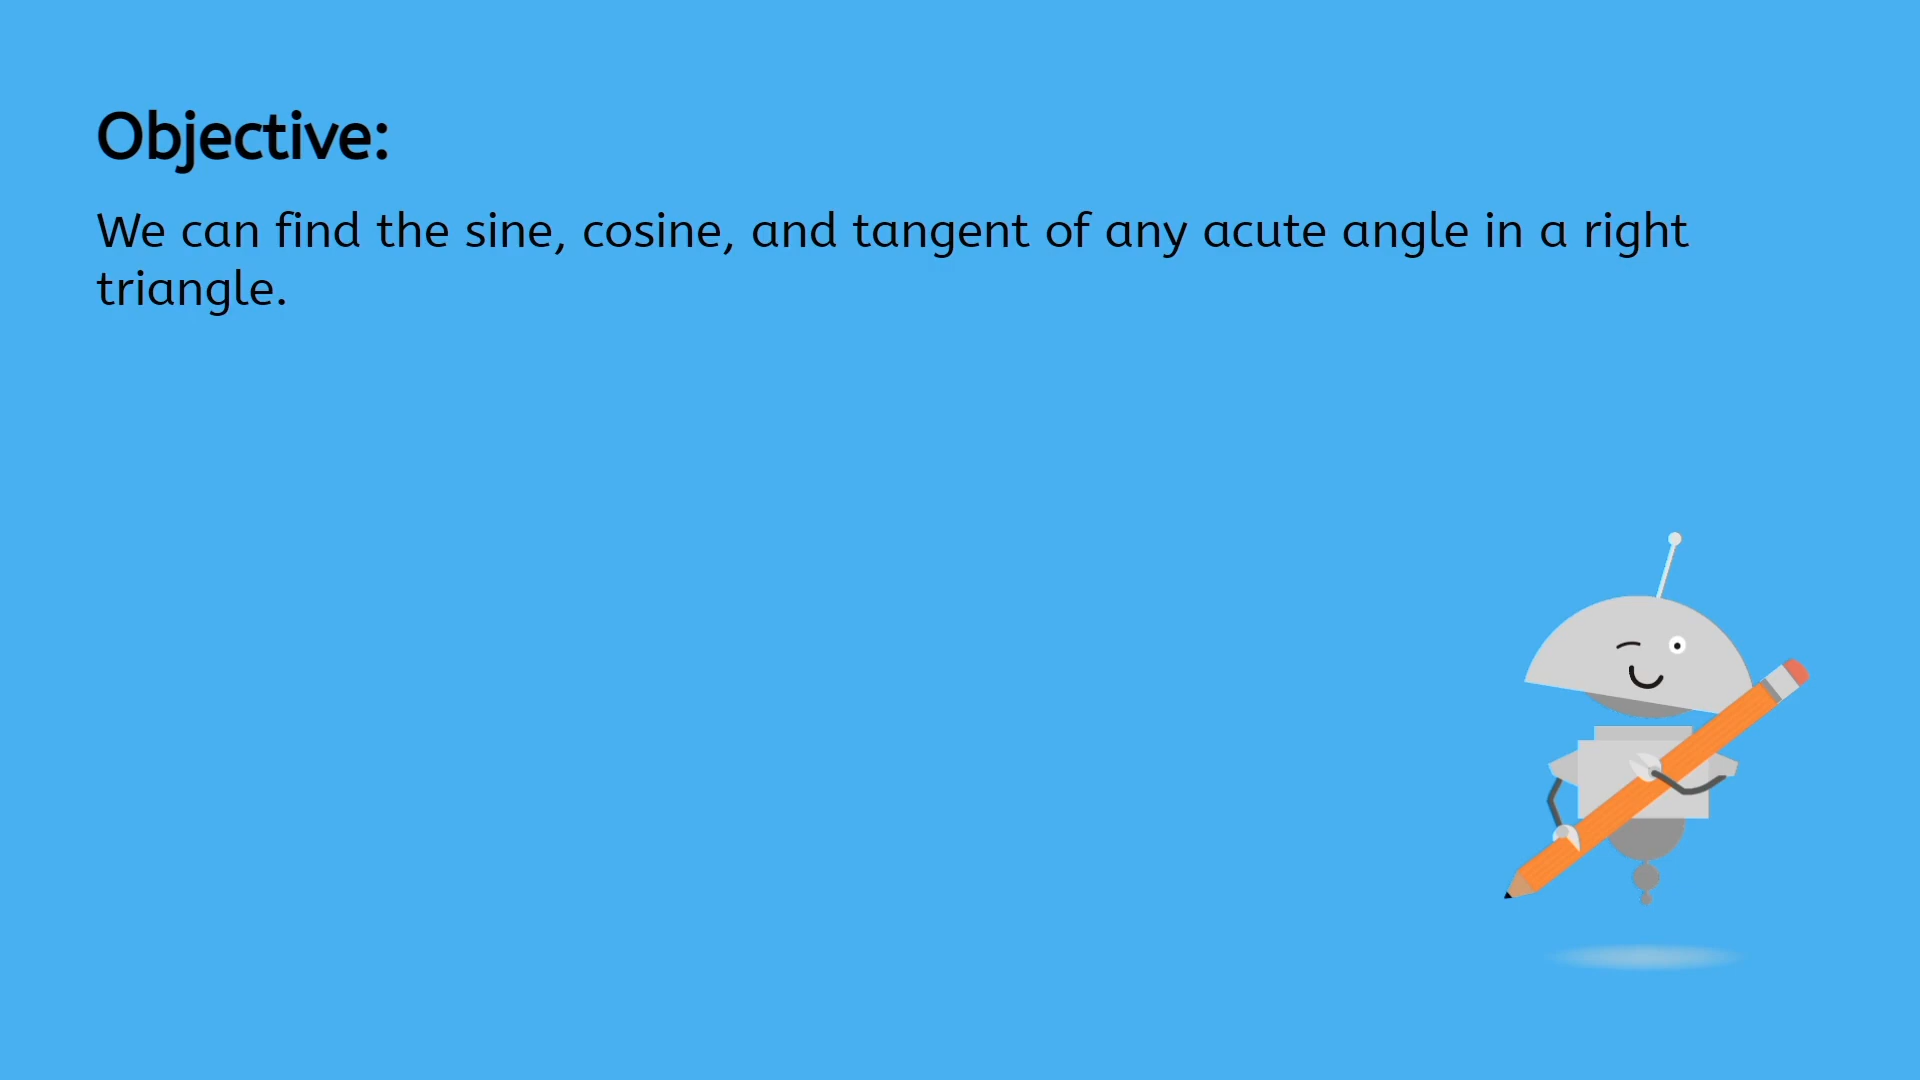 Objective:
We can find the sine, cosine, and tangent of any acute angle in a right
triangle.